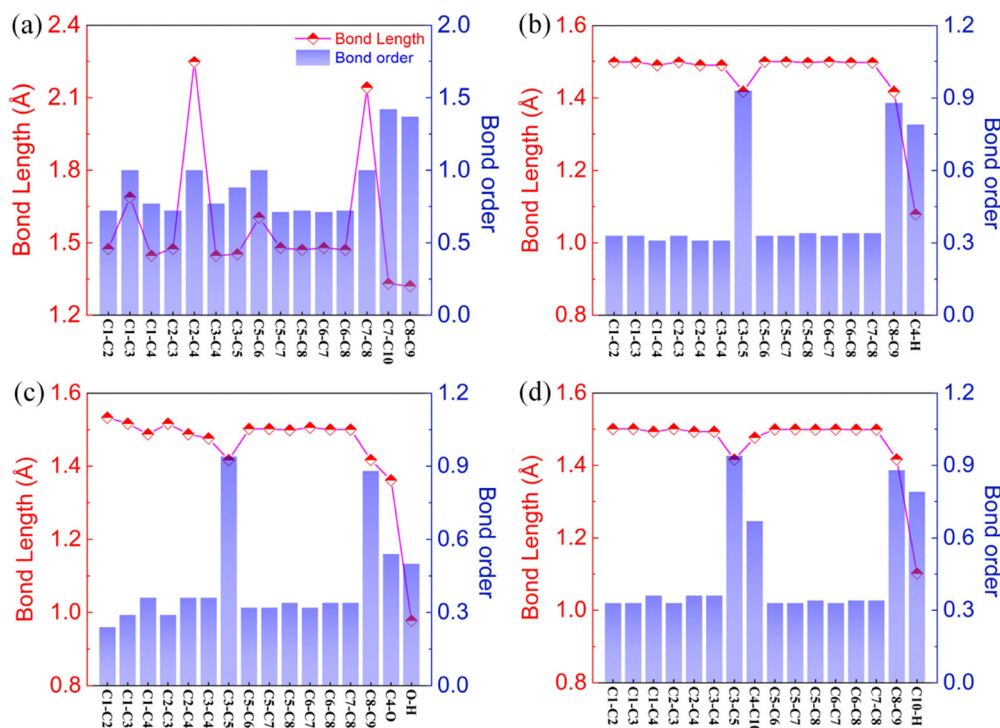 (a)
2.4
2.1
1.8
1.5
1.2
Bond Length (Å)
Bond Length
Bond order
2.0
1.5
1.0
0.5
0.0
Bond order
C1-C2
C1-C3
C1-C4
C2-C3
C2-C4
C3-C4
C3-C5
C5-C6
C5-C7
C5-C8
C6-C7
C6-C8
C7-C8
C7-C10
C8-C9
(b)
1.6
1.4
1.2
1.0
0.8
Bond Length (Å)
1.2
0.9
0.6
0.3
0.0
Bond order
C1-C2
C1-C3
C1-C4
C2-C3
C2-C4
C3-C4
C3-C5
C5-C6
C5-C7
C5-C8
C6-C7
C6-C8
C7-C8
C8-C9
C4-H
(c)
1.6
1.4
1.2
1.0
0.8
Bond Length (Å)
1.2
0.9
0.6
0.3
0.0
Bond order
C1-C2
C1-C3
C1-C4
C2-C3
C2-C4
C3-C4
C3-C5
C5-C6
C5-C7
C5-C8
C6-C7
C6-C8
C7-C8
C8-C9
C4-O
O-H
(d)
1.6
1.4
1.2
1.0
0.8
Bond Length (Å)
1.2
0.9
0.6
0.3
0.0
Bond order
C1-C2
C1-C3
C1-C4
C2-C3
C2-C4
C3-C4
C3-C5
C4-C10
C5-C6
C5-C7
C5-C8
C6-C7
C6-C8
C7-C8
C8-C9
C10-H